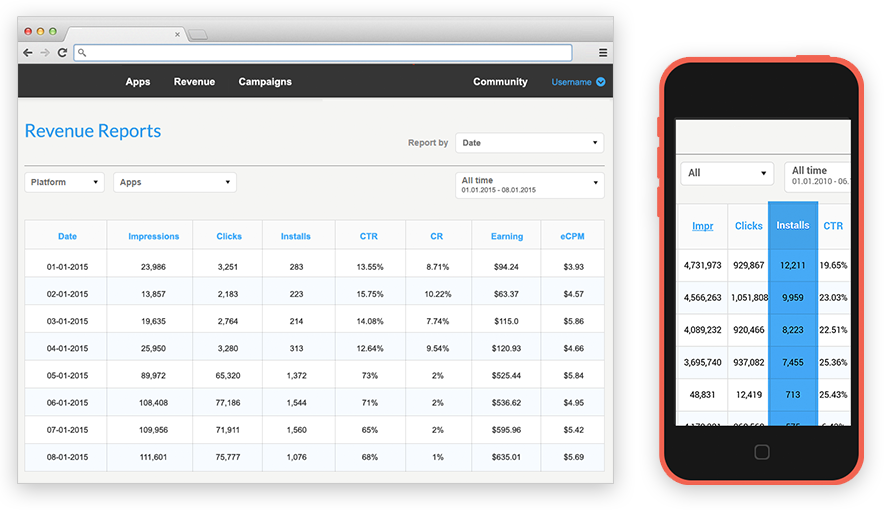 Apps Revenue Campaigns Community Username
Revenue Reports
Report by Date
Platform Apps All time
01.01.2015 - 08.01.2015
Date Impressions Clicks Installs CTR CR Earning eCPM
01-01-2015 23,986 3,251 283 13.55% 8.71% $94.24 $3.93
02-01-2015 13,857 2,183 223 15.75% 10.22% $63.37 $4.57
03-01-2015 19,635 2,764 214 14.08% 7.74% $115.0 $5.86
04-01-2015 25,950 3,280 313 12.64% 9.54% $120.93 $4.66
05-01-2015 89,972 65,320 1,372 73% 2% $525.44 $5.84
06-01-2015 108,408 77,186 1,544 71% 2% $536.62 $4.95
07-01-2015 109,956 71,911 1,560 65% 2% $595.96 $5.42
08-01-2015 111,601 75,777 1,076 68% 1% $635.01 $5.69
All All time
01.01.2010 - 06.
Impr Clicks Installs CTR
4,731,973 929,867 12,211 19.65%
4,566,263 1,051,808 9,959 23.03%
4,089,232 920,466 8,223 22.51%
3,695,740 937,082 7,455 25.36%
48,831 12,419 713 25.43%